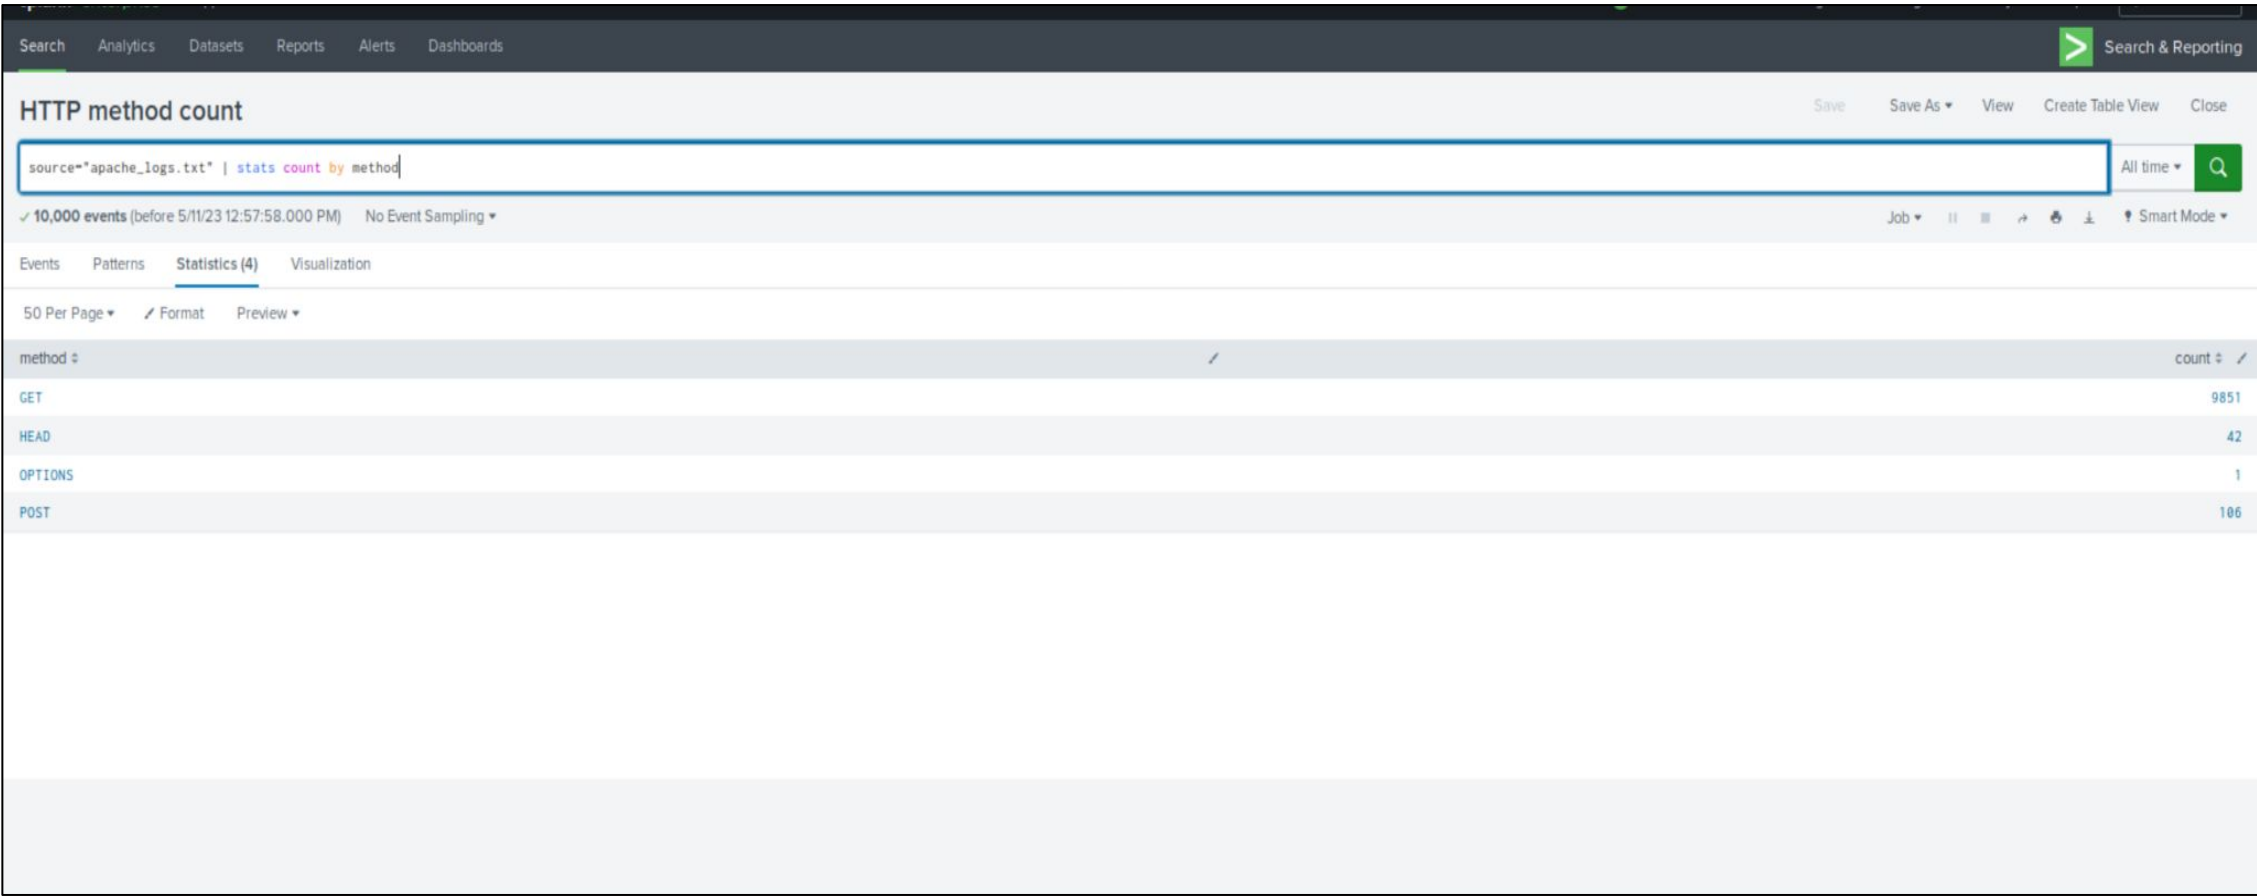 Search Analytics Datasets Reports Alerts Dashboards Search & Reporting
HTTP method count Save Save As View Create Table View Close
source="apache_logs.txt" | stats count by method All time
10,000 events (before 5/11/23 12:57:58.000 PM) No Event Sampling Job Smart Mode
Events Patterns Statistics (4) Visualization
50 Per Page Format Preview
method count
GET 9851
HEAD 42
OPTIONS 1
POST 106